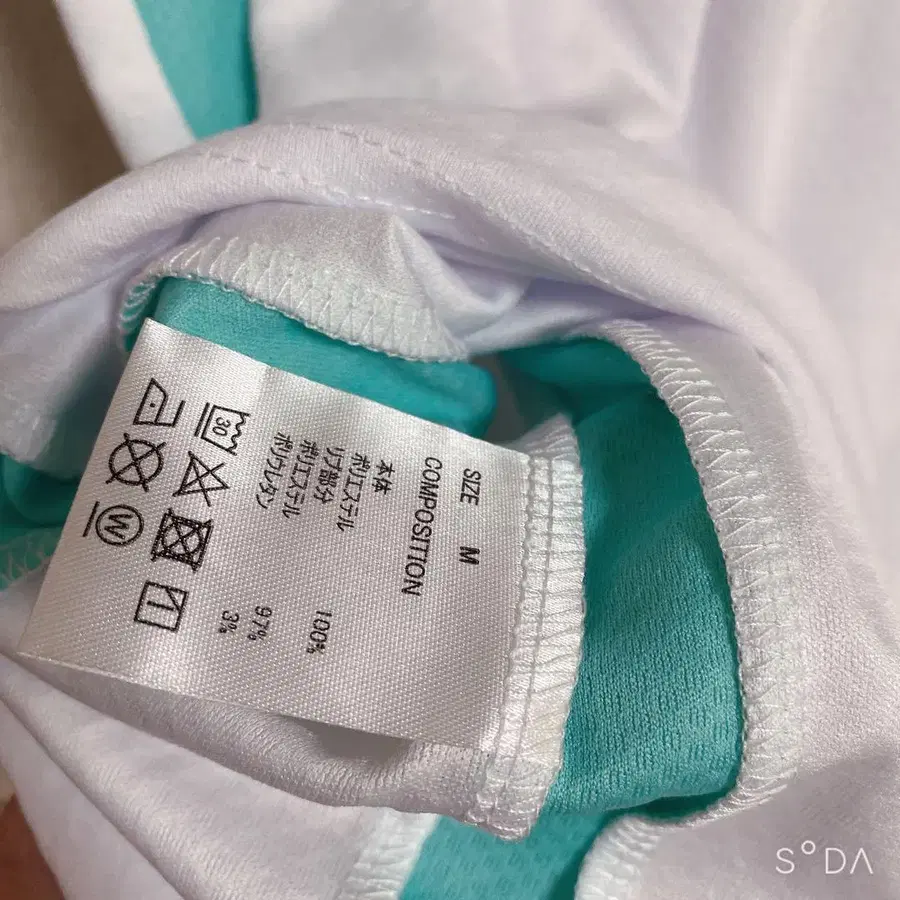 SIZE M
COMPOSITION
本体
ポリエステル 100%
リブ部分
ポリエステル 97%
ポリウレタン 3%
30
W
SODA